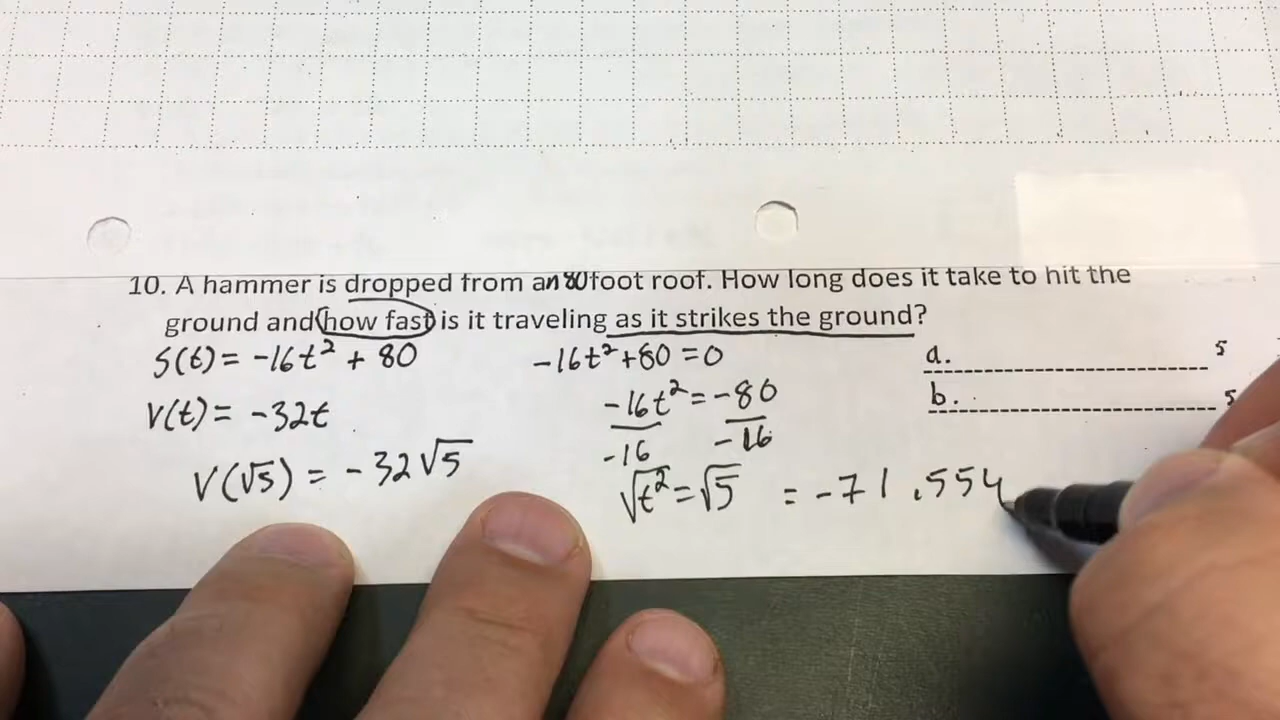 10. A hammer is dropped from an 80 foot roof. How long does it take to hit the
ground and how fast is it traveling as it strikes the ground?
S(t) = -16t² + 80
V(t) = -32t
V(√5) = -32√5
-16t² + 80 = 0
-16t² = -80
-16 -16
√t² = √5 = -71.554
a. 5
b. 5